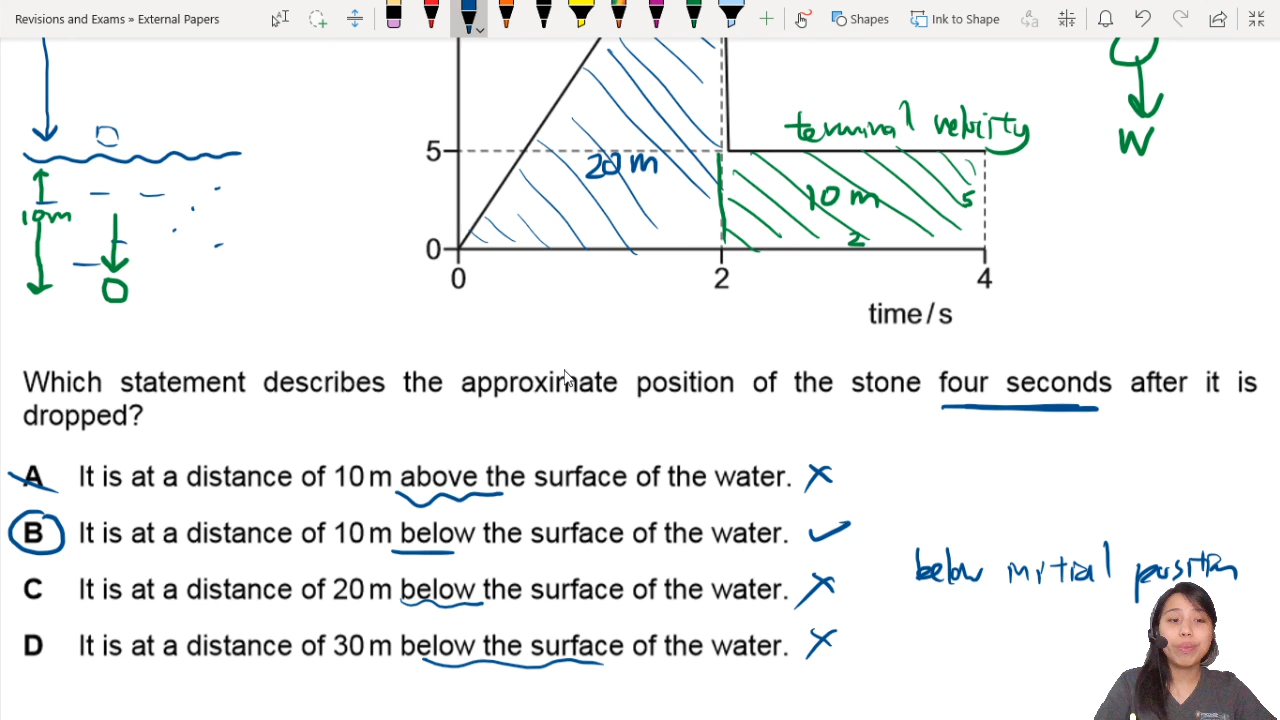 Revisions and Exams » External Papers
Shapes
Ink to Shape
W
terminal velocity
5
20 m
10 m
5
10m
2
0
0
2
4
time / s
Which statement describes the approximate position of the stone four seconds after it is
dropped?
A It is at a distance of 10 m above the surface of the water.
B It is at a distance of 10 m below the surface of the water.
C It is at a distance of 20 m below the surface of the water.
D It is at a distance of 30 m below the surface of the water.
below initial position